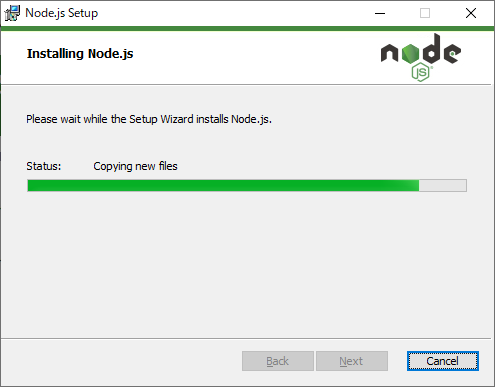 Node.js Setup
Installing Node.js
node
JS
Please wait while the Setup Wizard installs Node.js.
Status: Copying new files
Back Next Cancel